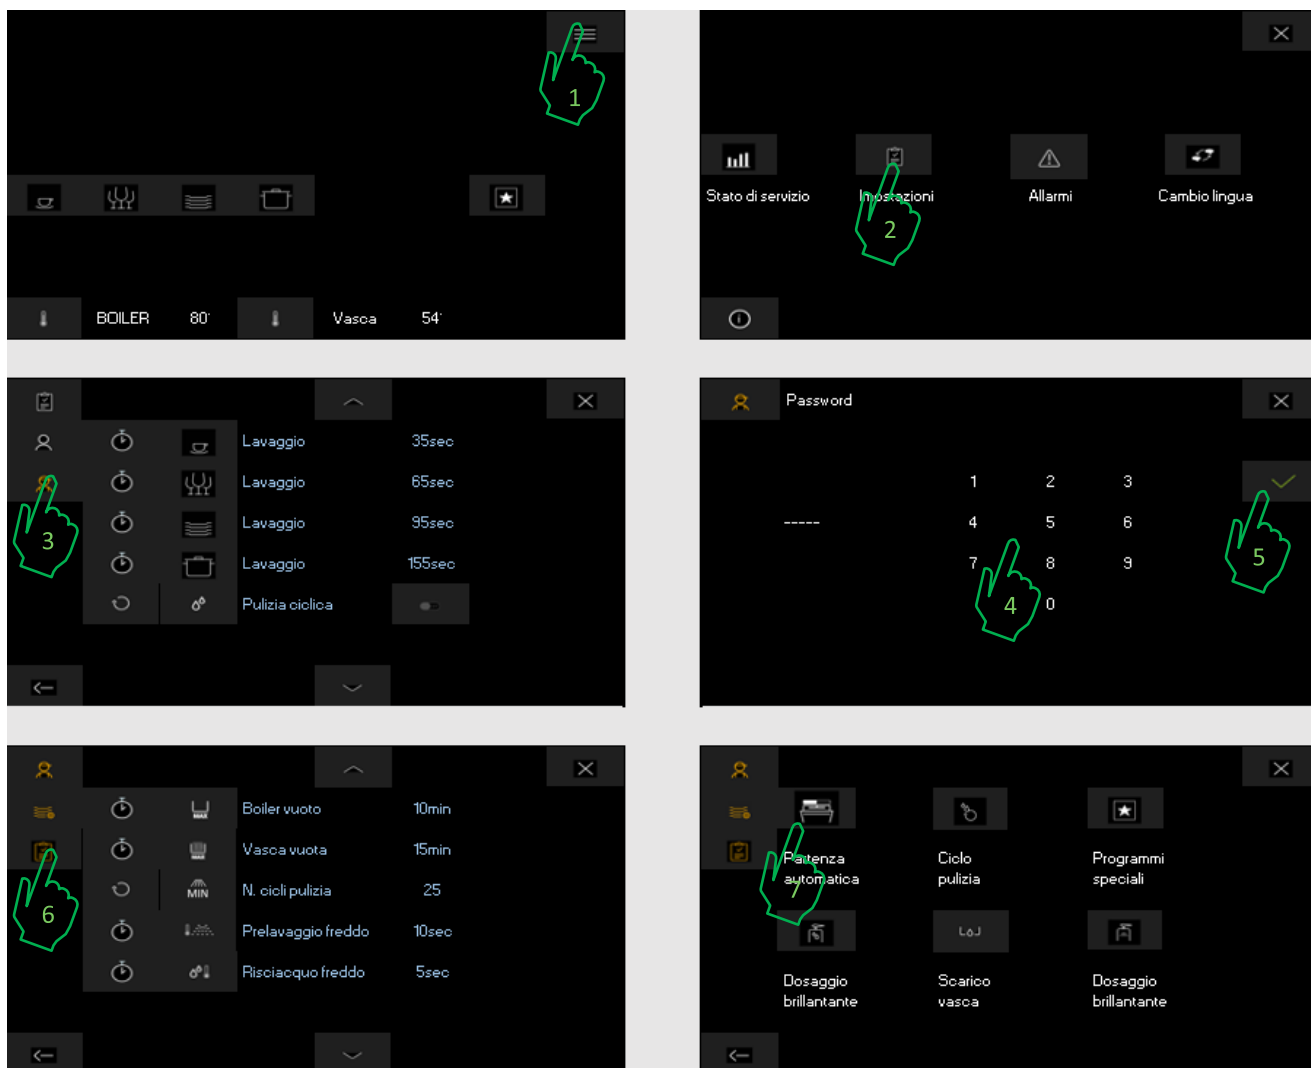 1
BOILER 80° Vasca 54°
2
Stato di servizio Impostazioni Allarmi Cambio lingua
3
Lavaggio 35sec
Lavaggio 65sec
Lavaggio 95sec
Lavaggio 155sec
Pulizia ciclica
Password
1 2 3
----- 4 5 6
7 8 9
0
4
5
6
MAX Boiler vuoto 10min
MAX Vasca vuota 15min
MIN N. cicli pulizia 25
Prelavaggio freddo 10sec
Risciacquo freddo 5sec
7
Partenza
automatica
Ciclo
pulizia
Programmi
speciali
Dosaggio
brillantante
Scarico
vasca
Dosaggio
brillantante